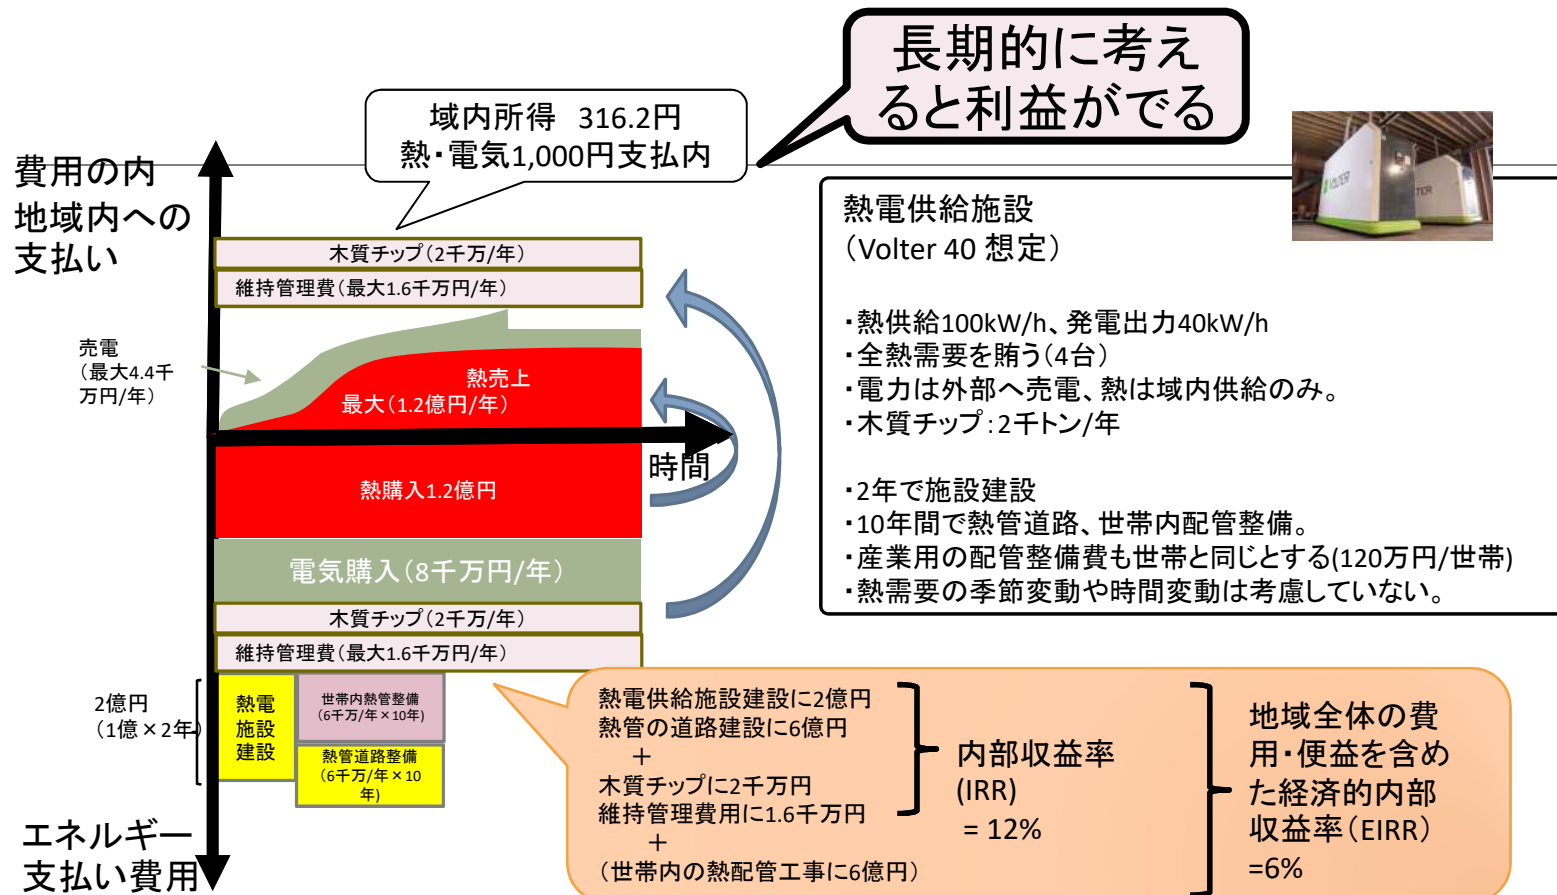 長期的に考え
ると利益がでる
域内所得 316.2円
熱・電気1,000円支払内
費用の内
地域内への
支払い
木質チップ(2千万/年)
維持管理費(最大1.6千万円/年)
売電
(最大4.4千
万円/年)
熱売上
最大(1.2億円/年)
時間
熱購入1.2億円
電気購入(8千万円/年)
木質チップ(2千万/年)
維持管理費(最大1.6千万円/年)
2億円
(1億×2年)
熱電
施設
建設
世帯内熱管整備
(6千万/年×10年)
熱管道路整備
(6千万/年×10
年)
エネルギー
支払い費用
VOLTER
熱電供給施設
(Volter 40 想定)
・熱供給100kW/h、発電出力40kW/h
・全熱需要を賄う(4台)
・電力は外部へ売電、熱は域内供給のみ。
・木質チップ:2千トン/年
・2年で施設建設
・10年間で熱管道路、世帯内配管整備。
・産業用の配管整備費も世帯と同じとする(120万円/世帯)
・熱需要の季節変動や時間変動は考慮していない。
熱電供給施設建設に2億円
熱管の道路建設に6億円
+
木質チップに2千万円
維持管理費用に1.6千万円
+
(世帯内の熱配管工事に6億円)
内部収益率
(IRR)
= 12%
地域全体の費
用・便益を含め
た経済的内部
収益率(EIRR)
=6%